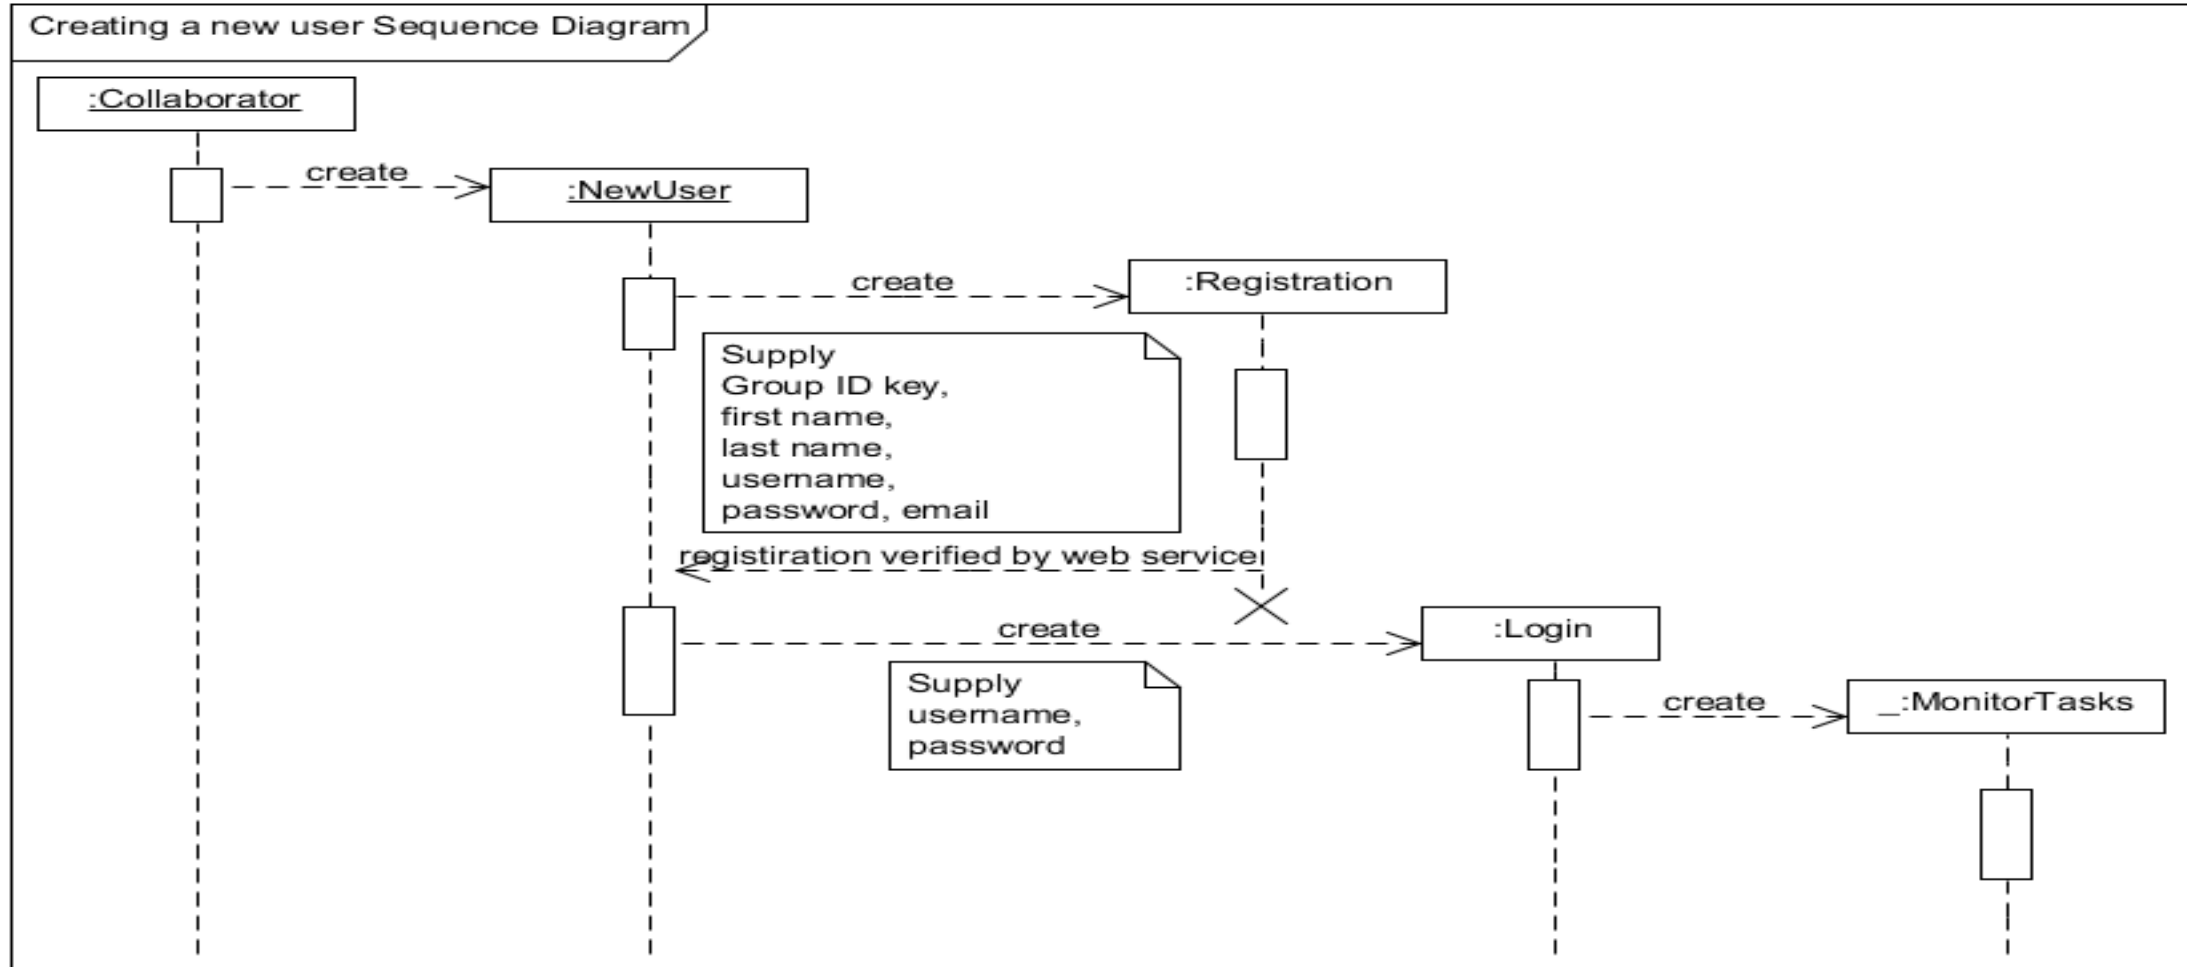 Creating a new user Sequence Diagram
:Collaborator
create
:NewUser
create
:Registration
Supply
Group ID key,
first name,
last name,
username,
password, email
registiration verified by web service
create
:Login
Supply
username,
password
create
_:MonitorTasks